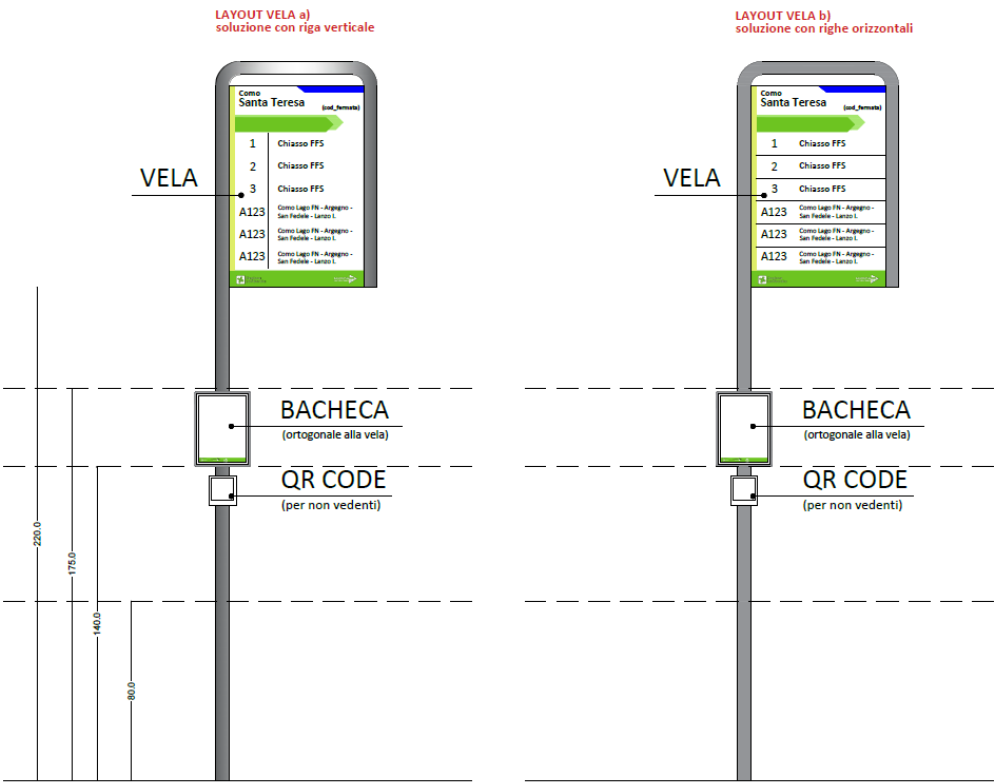 LAYOUT VELA a)
soluzione con riga verticale
Como
Santa Teresa (cod_fermata)
1 Chiasso FFS
2 Chiasso FFS
3 Chiasso FFS
A123 Como Lago FN - Argegno -
San Fedele - Lanzo I.
A123 Como Lago FN - Argegno -
San Fedele - Lanzo I.
A123 Como Lago FN - Argegno -
San Fedele - Lanzo I.
VELA
BACHECA
(ortogonale alla vela)
QR CODE
(per non vedenti)
220.0
175.0
140.0
80.0
LAYOUT VELA b)
soluzione con righe orizzontali
Como
Santa Teresa (cod_fermata)
1 Chiasso FFS
2 Chiasso FFS
3 Chiasso FFS
A123 Como Lago FN - Argegno -
San Fedele - Lanzo I.
A123 Como Lago FN - Argegno -
San Fedele - Lanzo I.
A123 Como Lago FN - Argegno -
San Fedele - Lanzo I.
VELA
BACHECA
(ortogonale alla vela)
QR CODE
(per non vedenti)